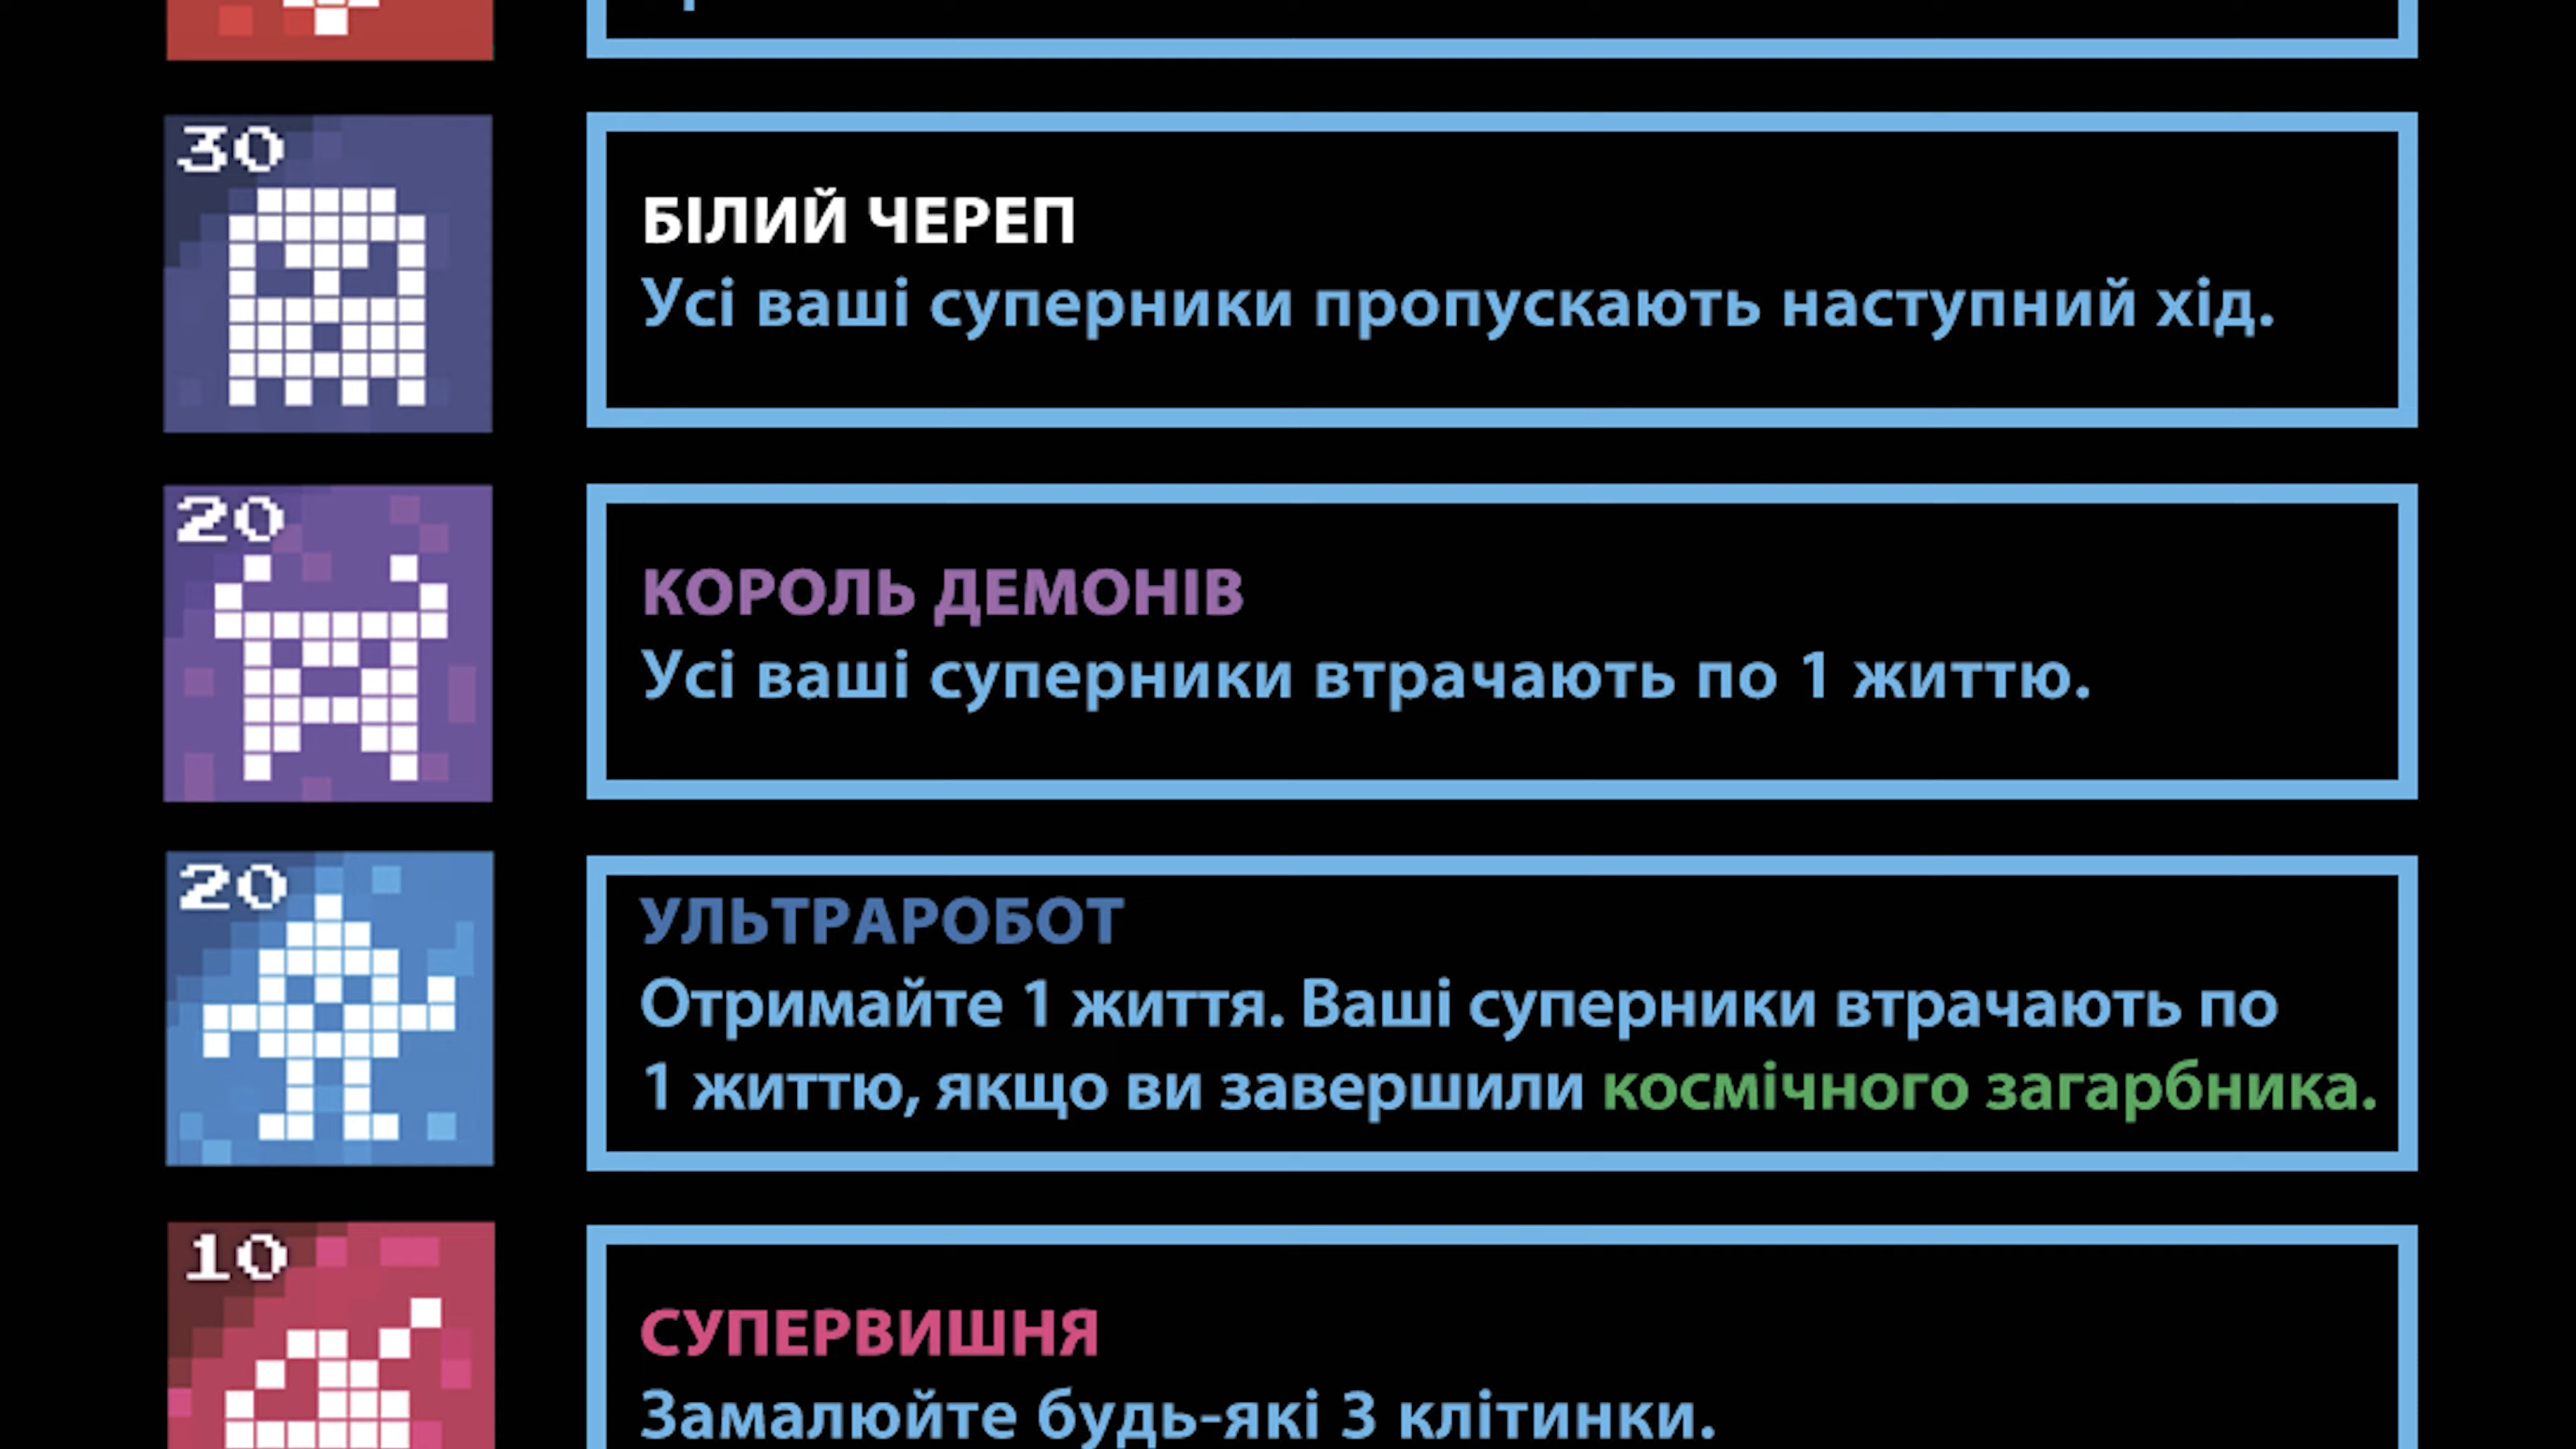 30
БІЛИЙ ЧЕРЕП
Усі ваші суперники пропускають наступний хід.
20
КОРОЛЬ ДЕМОНІВ
Усі ваші суперники втрачають по 1 життю.
20
УЛЬТРАРОБОТ
Отримайте 1 життя. Ваші суперники втрачають по
1 життю, якщо ви завершили космічного загарбника.
10
СУПЕРВИШНЯ
Замалюйте будь-які 3 клітинки.